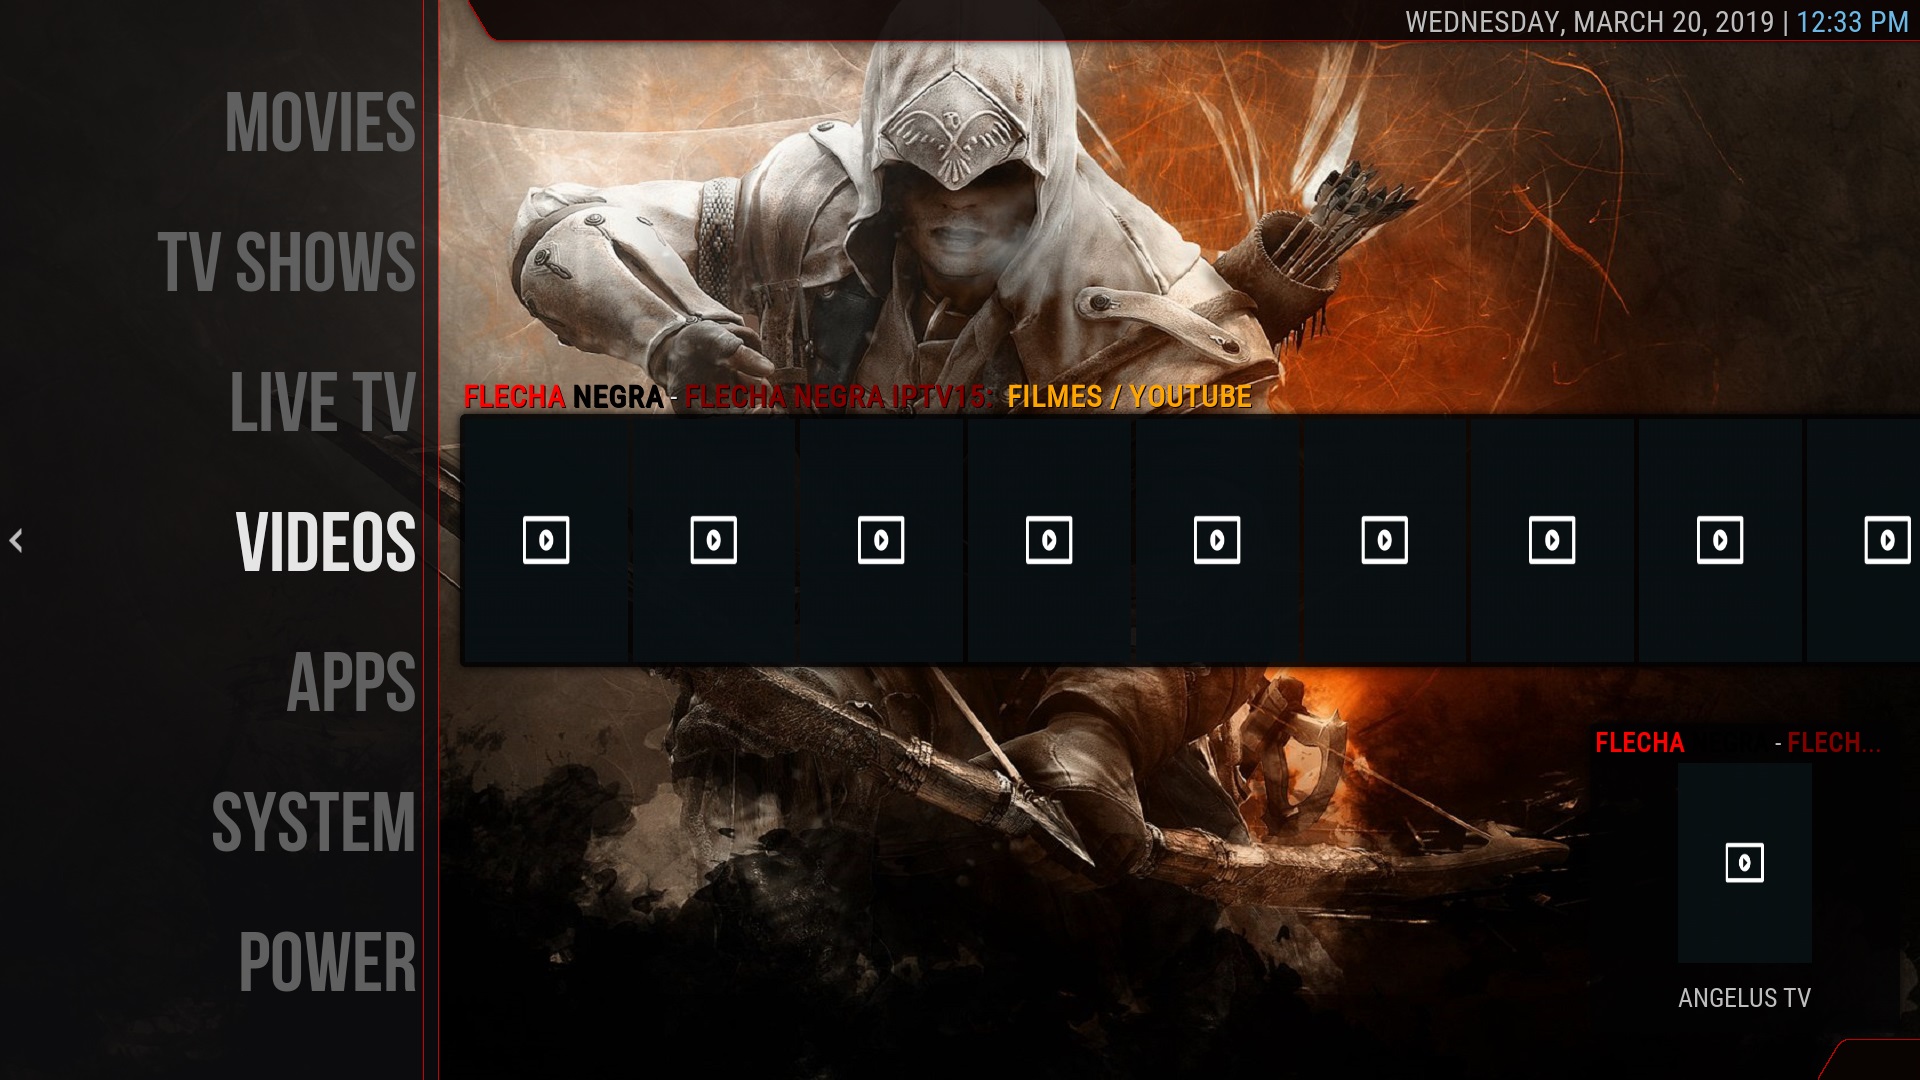 WEDNESDAY, MARCH 20, 2019 | 12:33 PM
MOVIES
TV SHOWS
LIVE TV
VIDEOS
APPS
SYSTEM
POWER
FLECHA NEGRA - FLECHA NEGRA IPTV15: FILMES / YOUTUBE
FLECHA NEGRA - FLECH...
ANGELUS TV